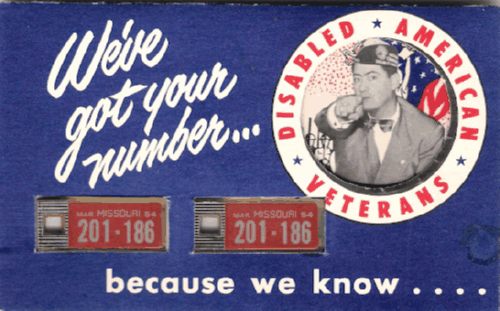 We've
got your
number...
DISABLED ★ AMERICAN ★ VETERANS ★
MAR MISSOURI 54
201-186
MAR MISSOURI 54
201-186
because we know....